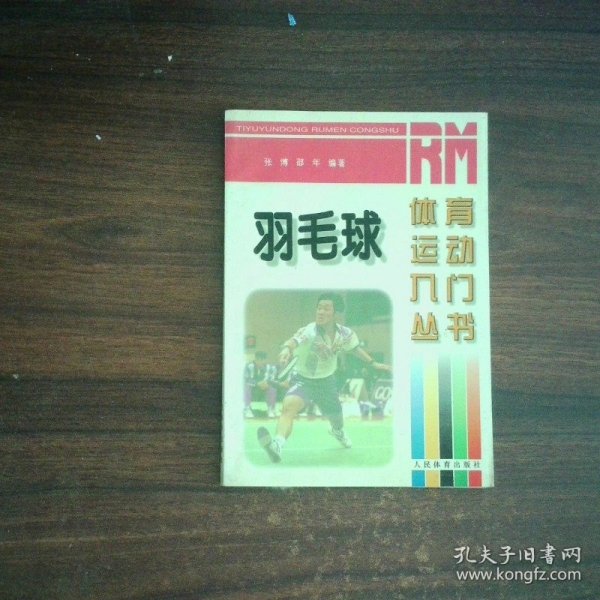 TIYUYUNDONG RUMEN CONGSHU
RM
张博 邵年 编著
羽毛球
体育
运动
入门
丛书
人民体育出版社
孔夫子旧书网
www.kongfz.com